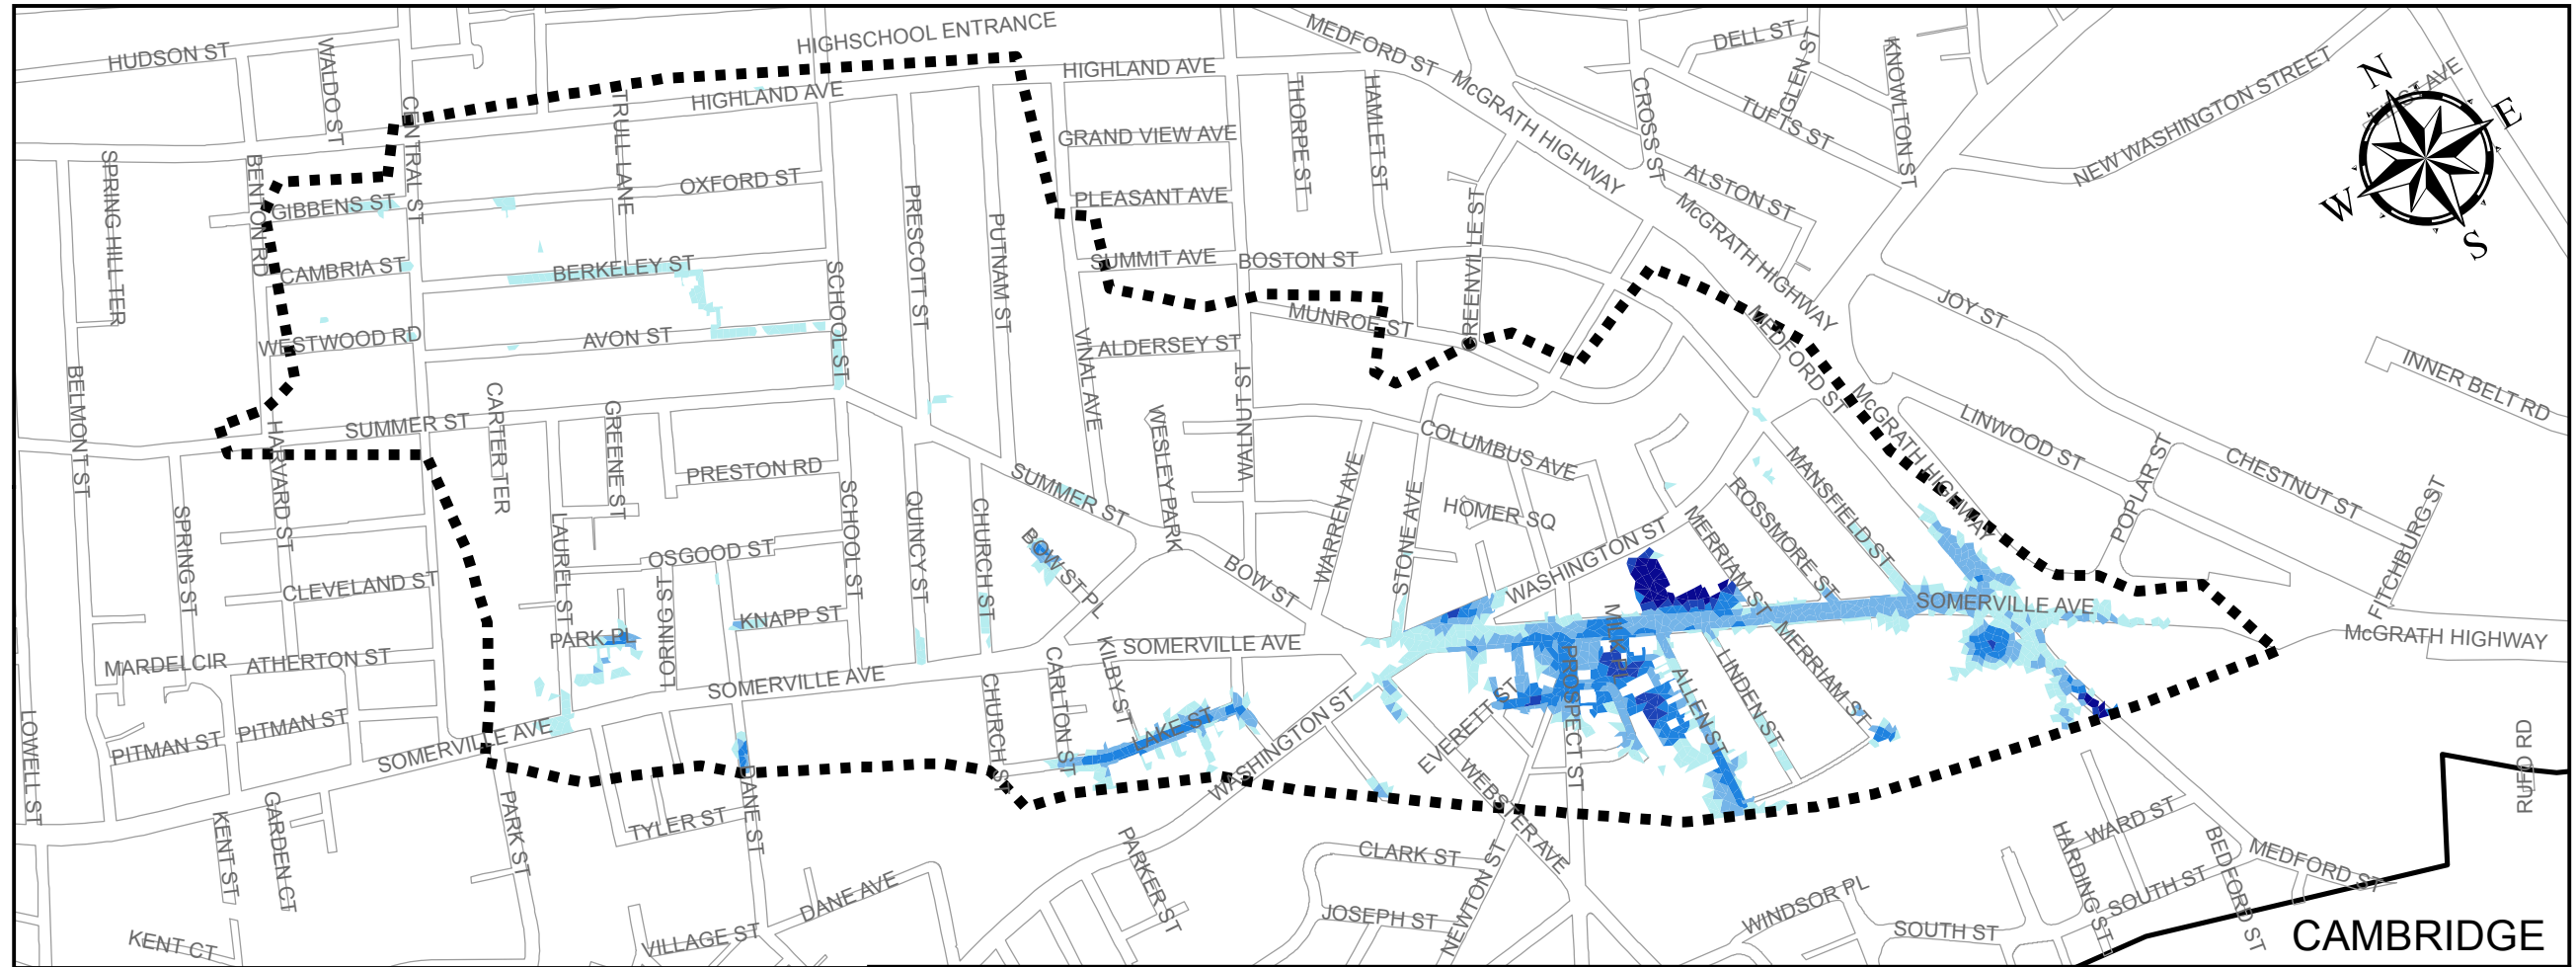 HUDSON ST
WALDO ST
CENTRAL ST
HIGHSCHOOL ENTRANCE
HIGHLAND AVE
HIGHLAND AVE
MEDFORD ST
McGRATH HIGHWAY
DELL ST
GLEN ST
KNOWLTON ST
CROSS ST
TUFTS ST
NEW WASHINGTON STREET
N
E
W
S
SPRING HILL TER
BENTON RD
GIBBENS ST
TRULL LANE
OXFORD ST
GRAND VIEW AVE
PLEASANT AVE
THORPE ST
HAMLET ST
ALSTON ST
McGRATH HIGHWAY
CAMBRIA ST
BERKELEY ST
PRESCOTT ST
PUTNAM ST
SUMMIT AVE
BOSTON ST
GREENVILLE ST
WESTWOOD RD
AVON ST
SCHOOL ST
VINAL AVE
ALDERSEY ST
MUNROE ST
MEDFORD ST
JOY ST
INNER BELT RD
BELMONT ST
HARVARD ST
SUMMER ST
CARTER TER
GREENE ST
PRESTON RD
WESLEY PARK
WALNUT ST
WARREN AVE
STONE AVE
COLUMBUS AVE
HOMER SQ
McGRATH HIGHWAY
LINWOOD ST
POPLAR ST
CHESTNUT ST
FITCHBURG ST
SPRING ST
CLEVELAND ST
LAUREL ST
OSGOOD ST
LORING ST
SCHOOL ST
QUINCY ST
CHURCH ST
SUMMER ST
BOW ST PL
BOW ST
WASHINGTON ST
MERRIAM ST
ROSSMORE ST
MANSFIELD ST
SOMERVILLE AVE
McGRATH HIGHWAY
MARDELCIR
ATHERTON ST
PARK PL
KNAPP ST
SOMERVILLE AVE
SOMERVILLE AVE
KILBY ST
CARLTON ST
CHURCH ST
LAKE ST
WASHINGTON ST
EVERETT ST
PROSPECT ST
ALLEN ST
LINDEN ST
MERRIAM ST
LOWELL ST
PITMAN ST
PITMAN ST
SOMERVILLE AVE
KENT ST
GARDEN CT
PARK ST
TYLER ST
DANE ST
WEBSTER AVE
PARKER ST
CLARK ST
JOSEPH ST
NEWTON ST
WINDSOR PL
SOUTH ST
HARDING ST
WARD ST
SOUTH ST
BEDFORD ST
MEDFORD ST
RUFO RD
KENT CT
VILLAGE ST
DANE AVE
CAMBRIDGE